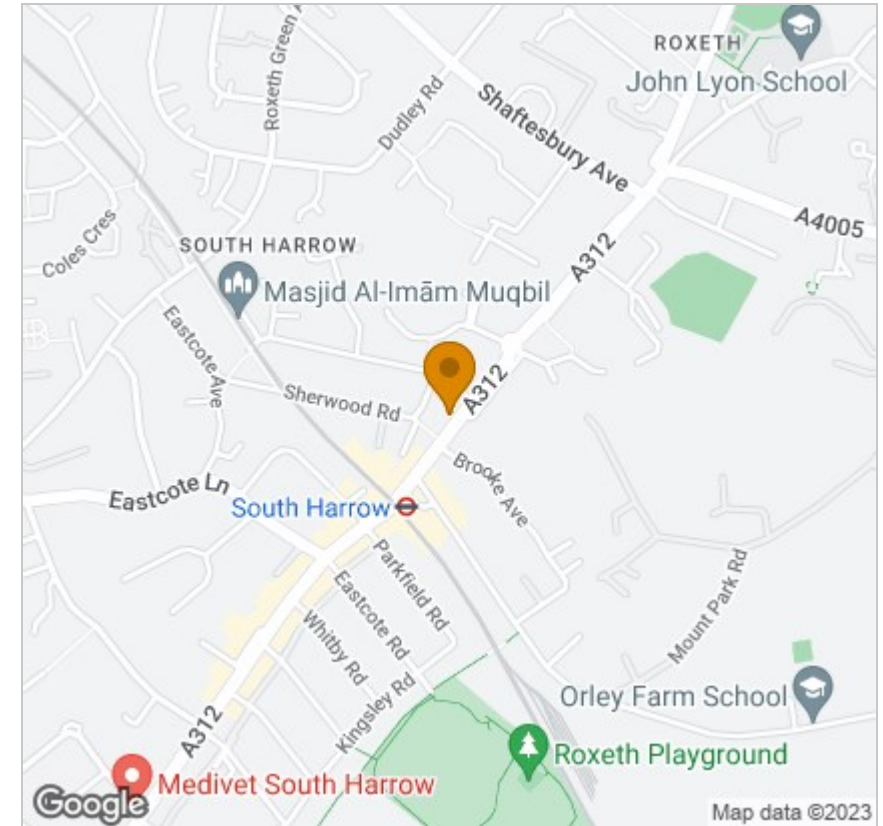 ROXETH
John Lyon School
Roxeth Green A
Dudley Rd
Shaftesbury Ave
A4005
A312
Coles Cres
SOUTH HARROW
Masjid Al-Imām Muqbil
Eastcote Ave
Sherwood Rd
A312
Brooke Ave
Eastcote Ln
South Harrow
Parkfield Rd
Eastcote Rd
Whitby Rd
Kingsley Rd
Mount Park Rd
Orley Farm School
A312
Roxeth Playground
Medivet South Harrow
Google
Map data ©2023